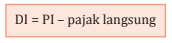 DI = PI – pajak langsung